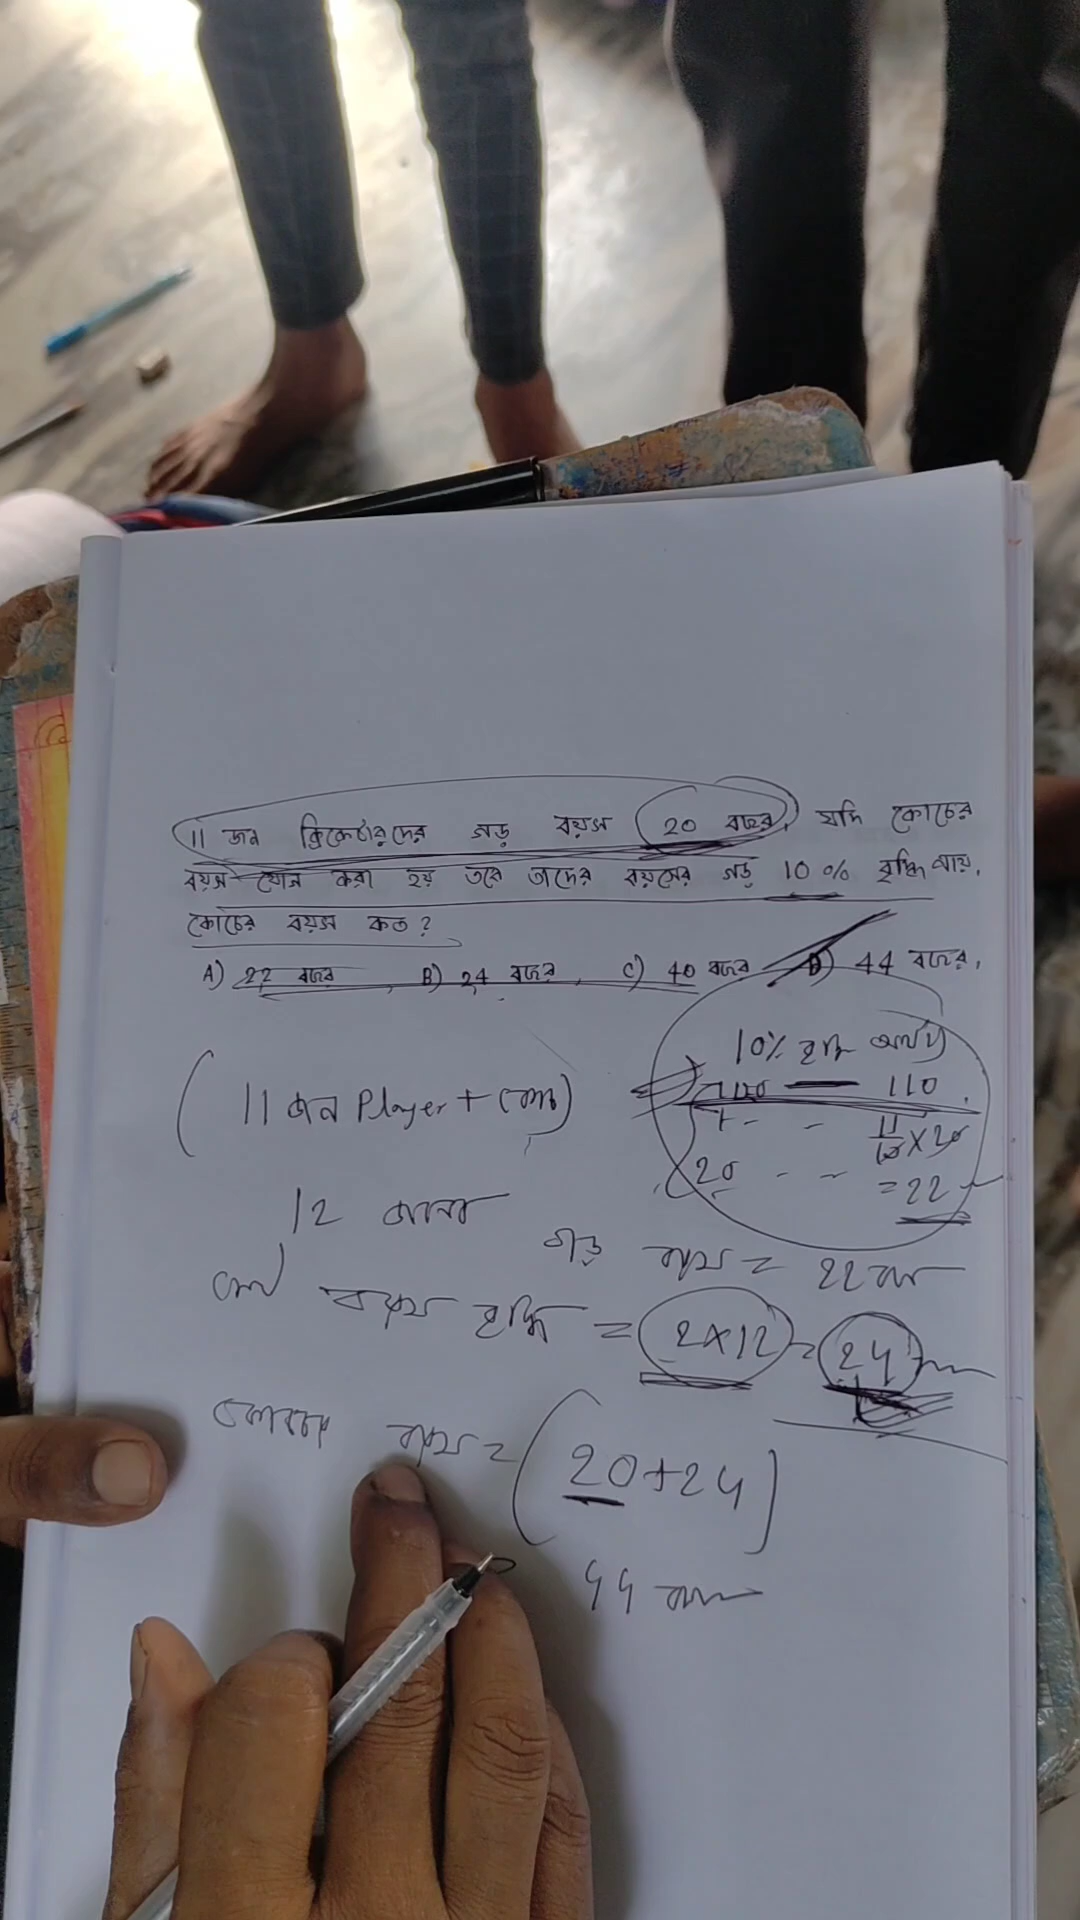 11 জন ক্রিকেটারদের গড় বয়স 20 বছর, যদি কোচের
বয়স যোগ করা হয় তবে তাদের বয়সের গড় 10% বৃদ্ধি পায়,
কোচের বয়স কত?
A) 22 বছর B) 24 বছর, C) 40 বছর D) 44 বছর,
10% বৃদ্ধি অর্থাৎ
100 — 110
1 - - 11/10 × 20
20 - - = 22
(11 জন Player + কোচ)
12 জনের
গড় বয়স = 22 বছর
মোট বয়স বৃদ্ধি = 2×12 = 24 বছর
কোচের বয়স = (20+24)
= 44 বছর